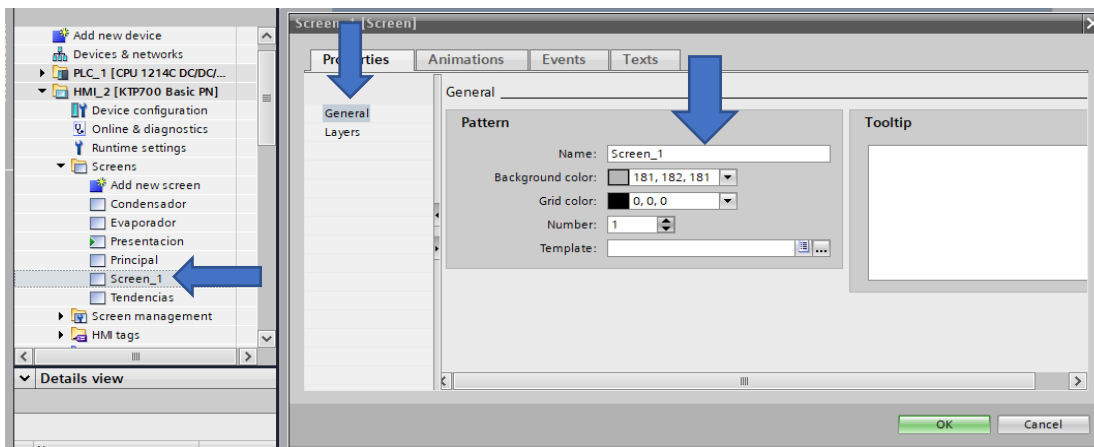 Add new device
Devices & networks
PLC_1 [CPU 1214C DC/DC/...
HMI_2 [KTP700 Basic PN]
Device configuration
Online & diagnostics
Runtime settings
Screens
Add new screen
Condensador
Evaporador
Presentacion
Principal
Screen_1
Tendencias
Screen management
HMI tags
Details view
[Screen]
Animations
Events
Texts
General
Layers
General
Pattern
Name: Screen_1
Background color: 181, 182, 181
Grid color: 0, 0, 0
Number: 1
Template:
...
Tooltip
OK
Cancel